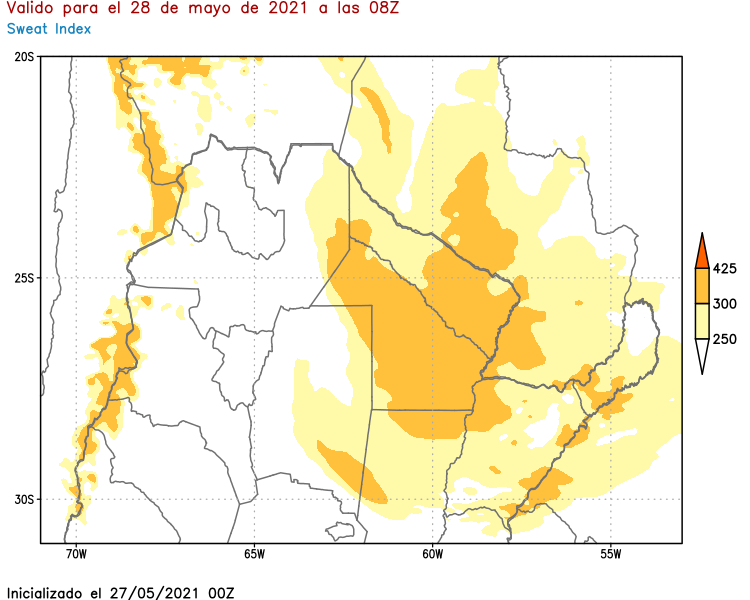 Valido para el 28 de mayo de 2021 a las 08Z
Sweat Index
20S
25S
30S
70W
65W
60W
55W
425
300
250
Inicializado el 27/05/2021 00Z